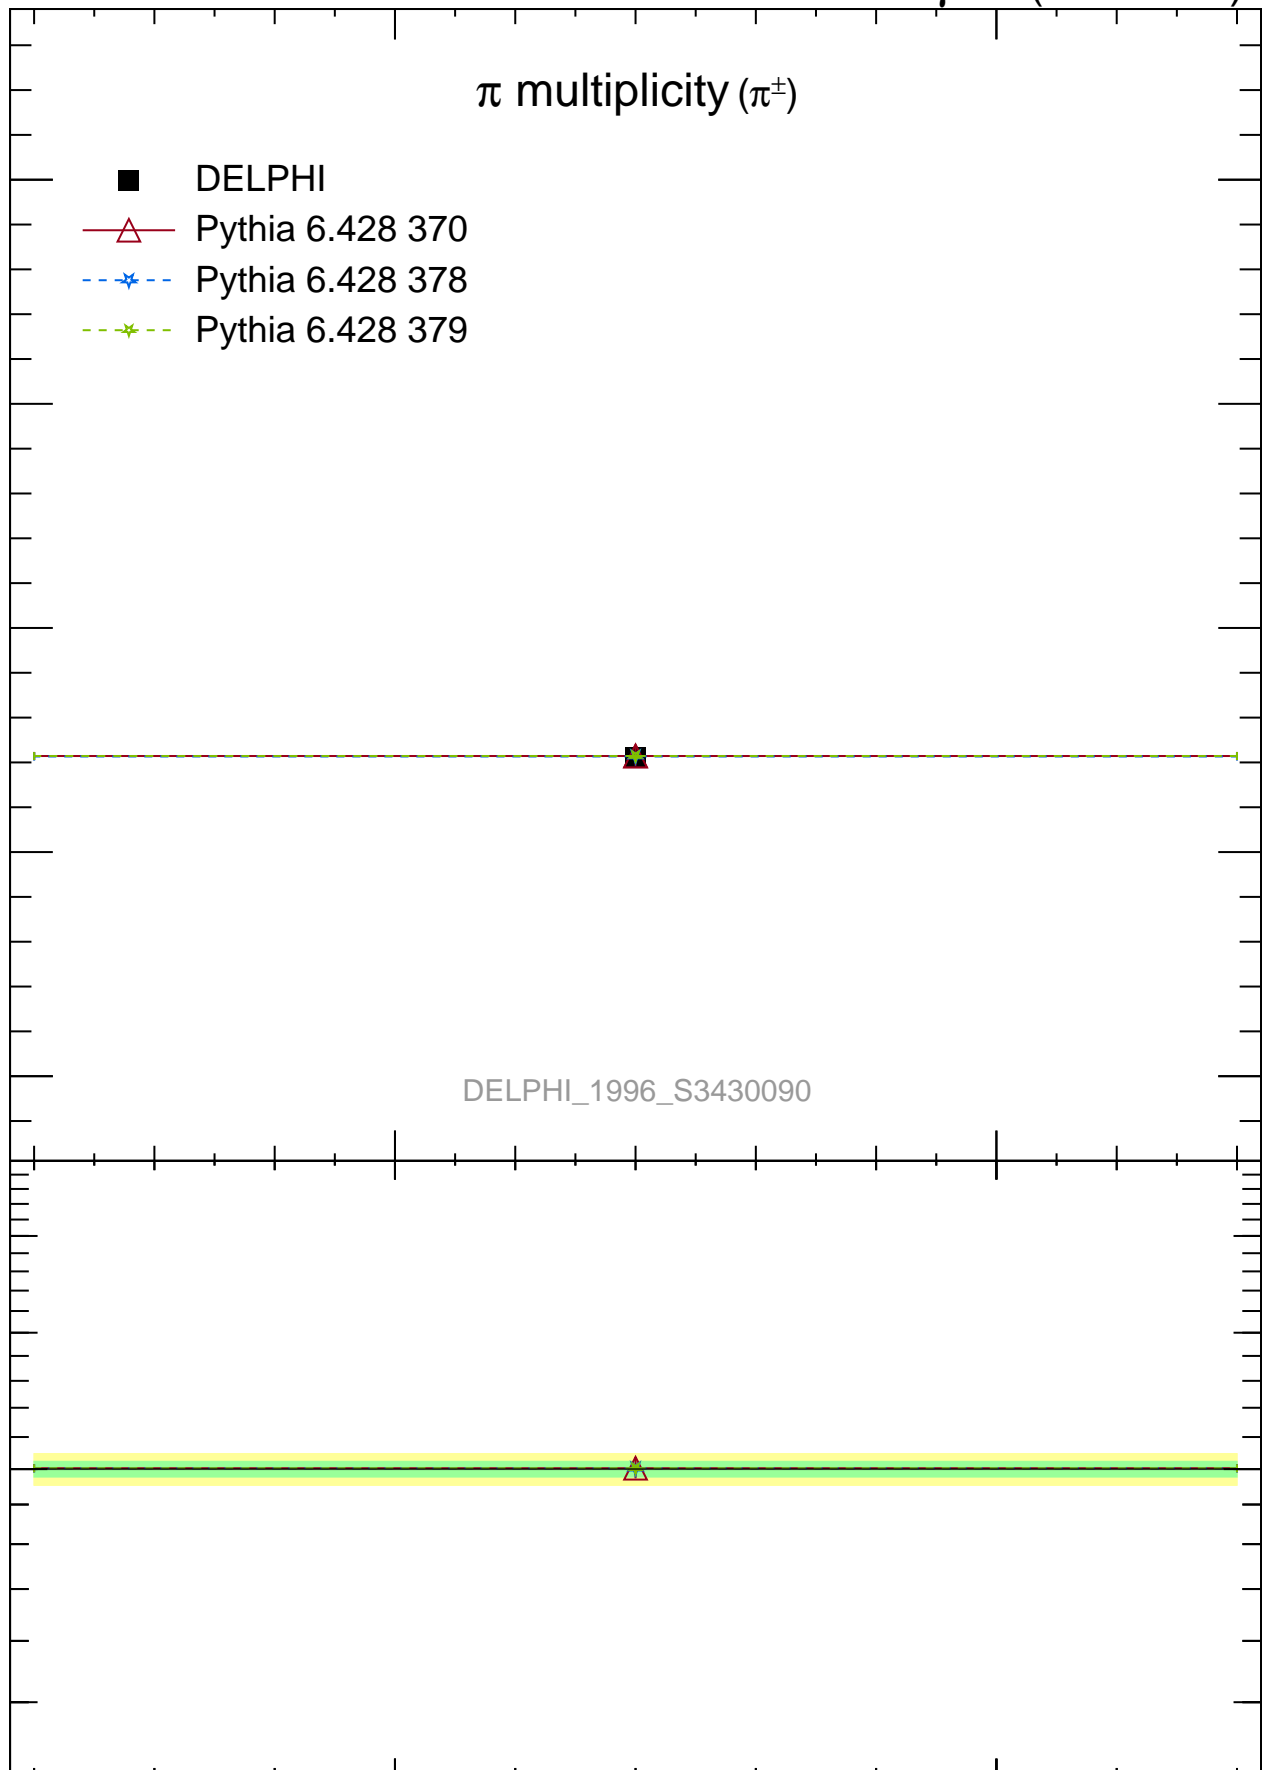 π multiplicity (π±)
DELPHI
Pythia 6.428 370
Pythia 6.428 378
Pythia 6.428 379
DELPHI_1996_S3430090